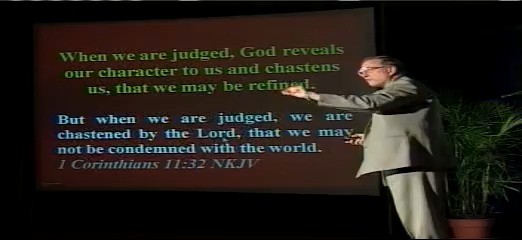 When we are judged, God reveals
our character to us and chastens
us, that we may be refined.
But when we are judged, we are
chastened by the Lord, that we may
not be condemned with the world.
1 Corinthians 11:32 NKJV